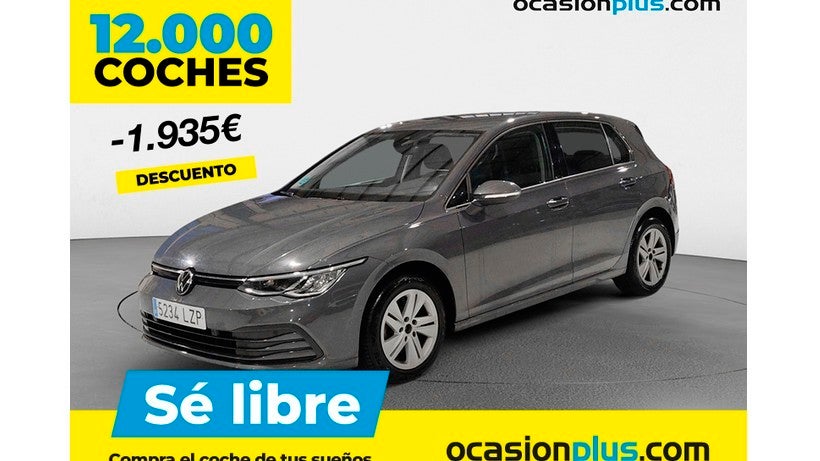 ocasionplus.com
12.000
COCHES
-1.935€
DESCUENTO
5234 LZP
Sé libre
Compra el coche de tus sueños
ocasionplus.com